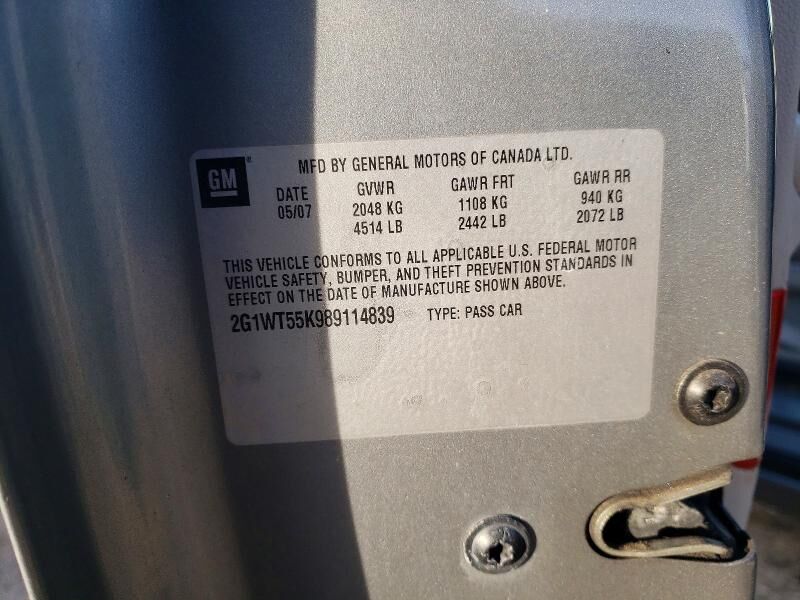 GM
MFD BY GENERAL MOTORS OF CANADA LTD.
DATE GVWR GAWR FRT GAWR RR
05/07 2048 KG 1108 KG 940 KG
4514 LB 2442 LB 2072 LB
THIS VEHICLE CONFORMS TO ALL APPLICABLE U.S. FEDERAL MOTOR
VEHICLE SAFETY, BUMPER, AND THEFT PREVENTION STANDARDS IN
EFFECT ON THE DATE OF MANUFACTURE SHOWN ABOVE.
2G1WT55K989114839 TYPE: PASS CAR